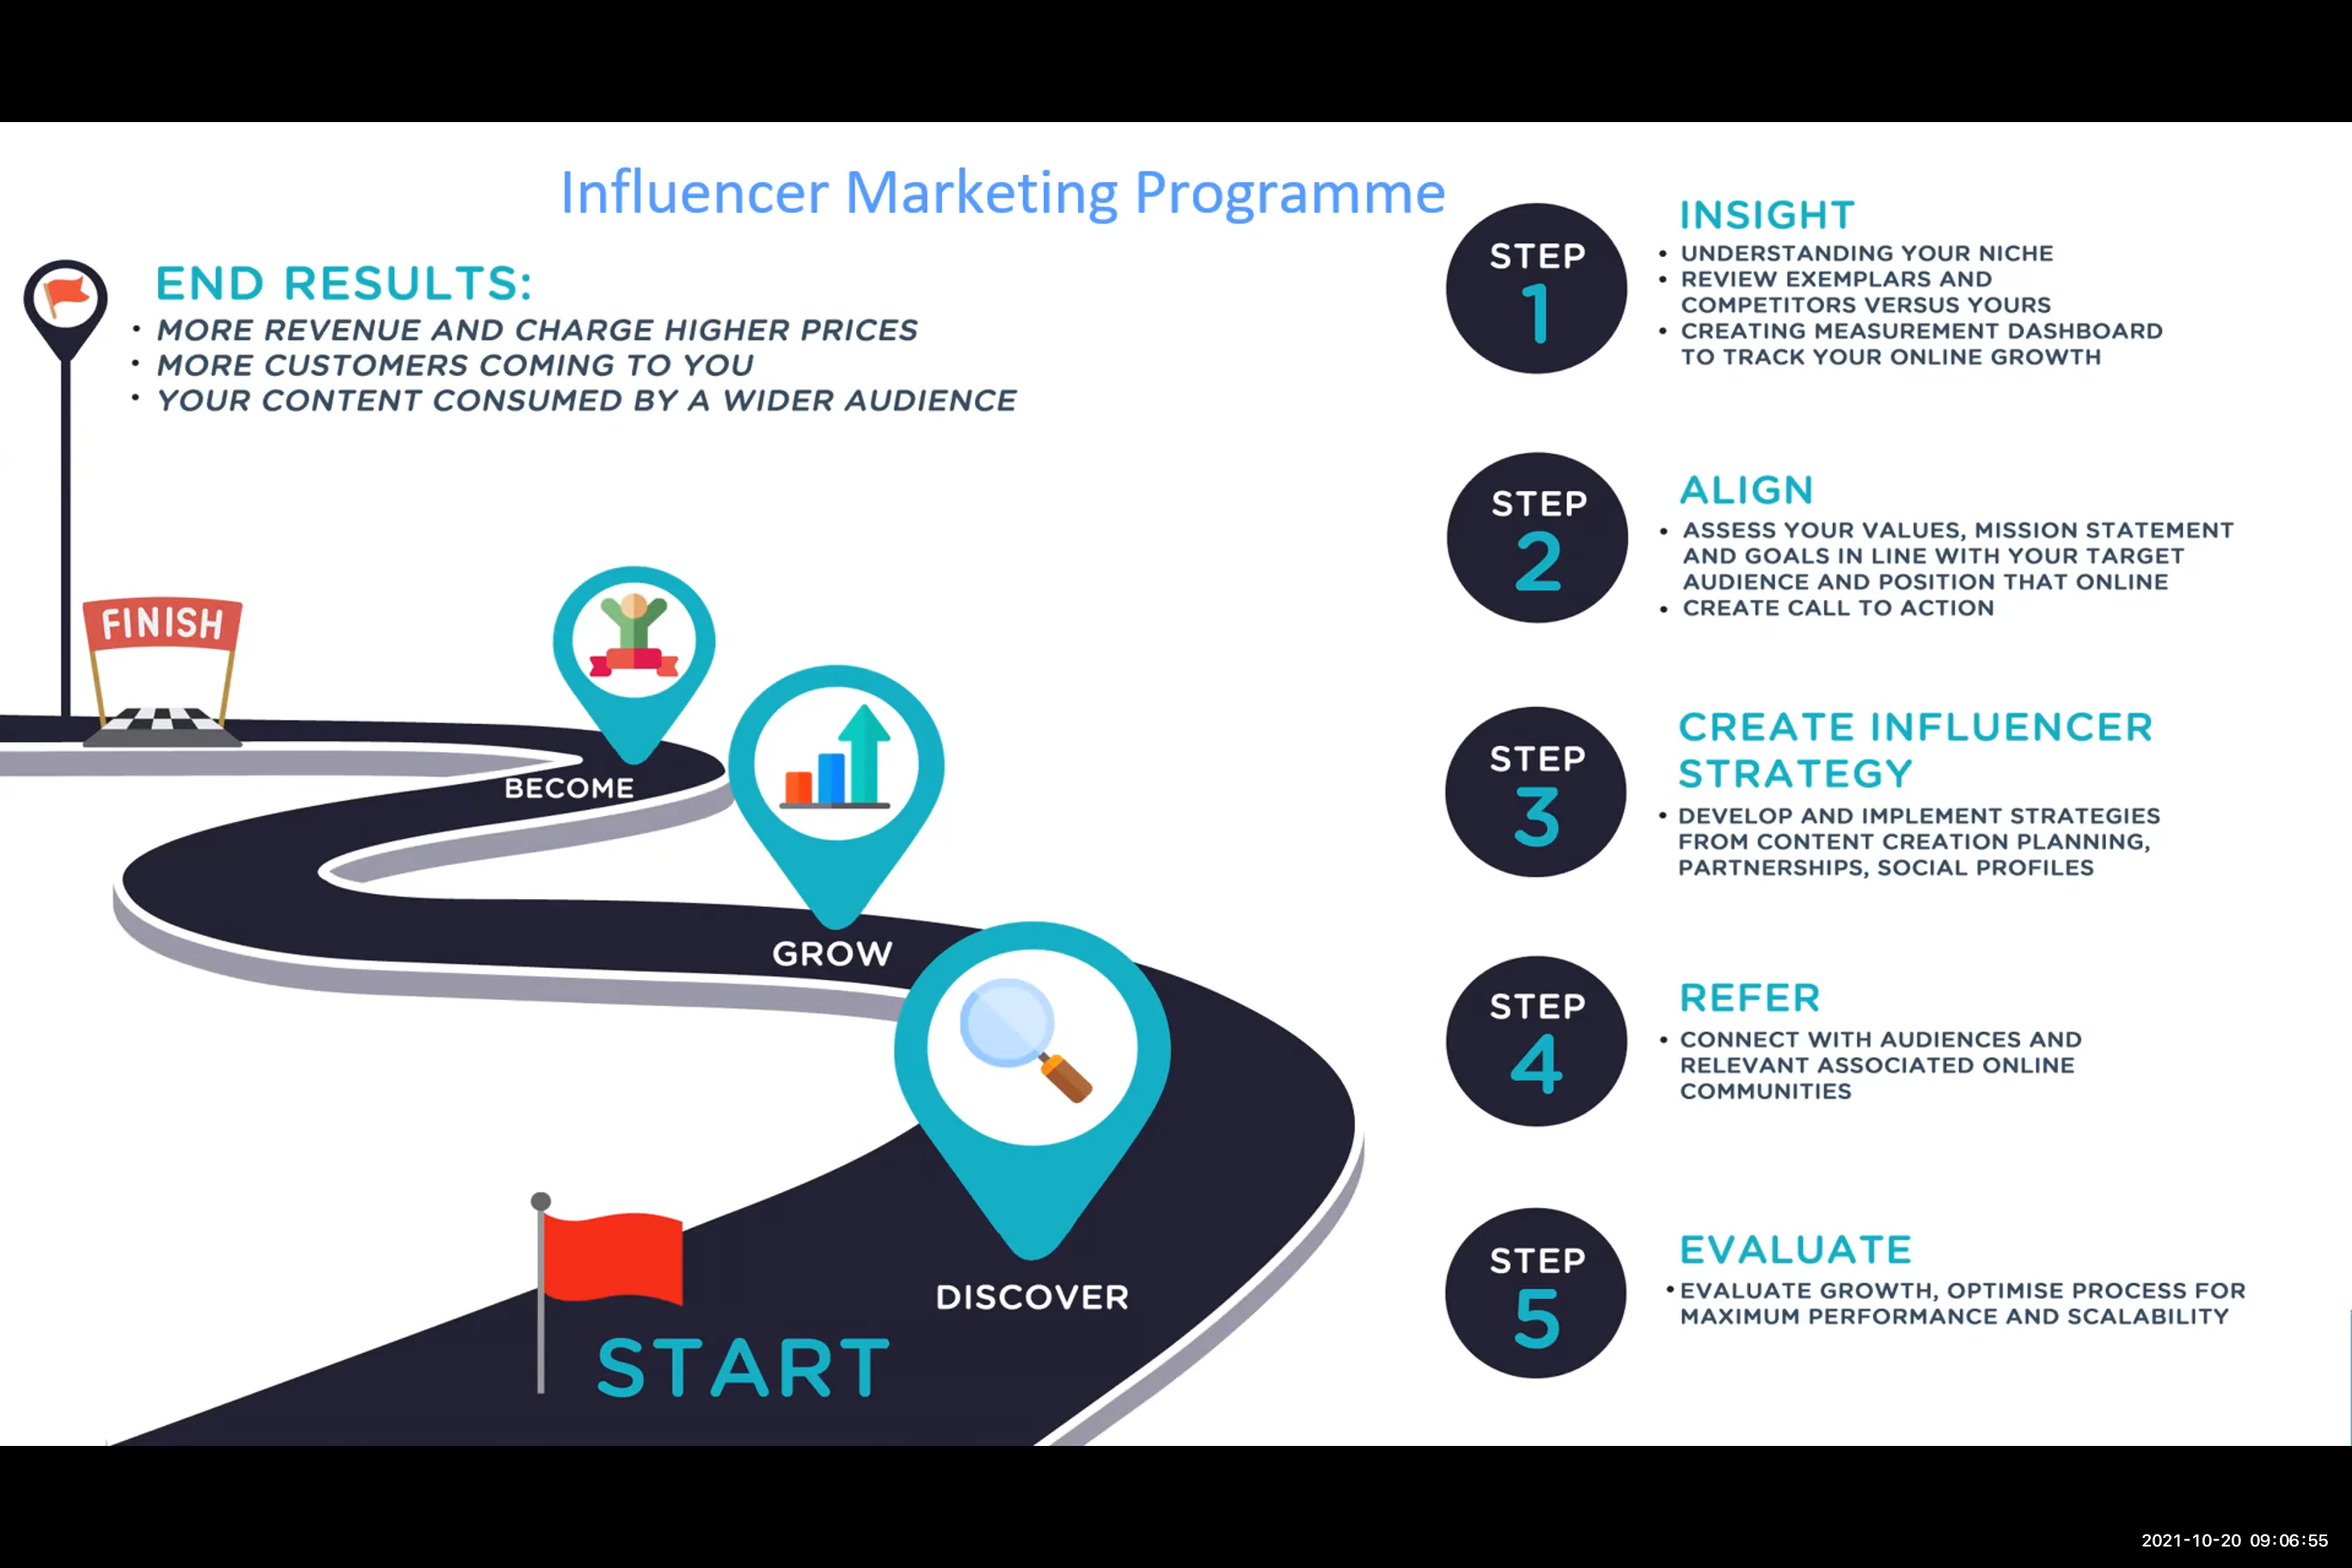 Influencer Marketing Programme
END RESULTS:
• MORE REVENUE AND CHARGE HIGHER PRICES
• MORE CUSTOMERS COMING TO YOU
• YOUR CONTENT CONSUMED BY A WIDER AUDIENCE
FINISH
BECOME
GROW
DISCOVER
START
STEP
1
INSIGHT
• UNDERSTANDING YOUR NICHE
• REVIEW EXEMPLARS AND
COMPETITORS VERSUS YOURS
• CREATING MEASUREMENT DASHBOARD
TO TRACK YOUR ONLINE GROWTH
STEP
2
ALIGN
• ASSESS YOUR VALUES, MISSION STATEMENT
AND GOALS IN LINE WITH YOUR TARGET
AUDIENCE AND POSITION THAT ONLINE
• CREATE CALL TO ACTION
STEP
3
CREATE INFLUENCER
STRATEGY
• DEVELOP AND IMPLEMENT STRATEGIES
FROM CONTENT CREATION PLANNING,
PARTNERSHIPS, SOCIAL PROFILES
STEP
4
REFER
• CONNECT WITH AUDIENCES AND
RELEVANT ASSOCIATED ONLINE
COMMUNITIES
STEP
5
EVALUATE
• EVALUATE GROWTH, OPTIMISE PROCESS FOR
MAXIMUM PERFORMANCE AND SCALABILITY
2021-10-20 09:06:55